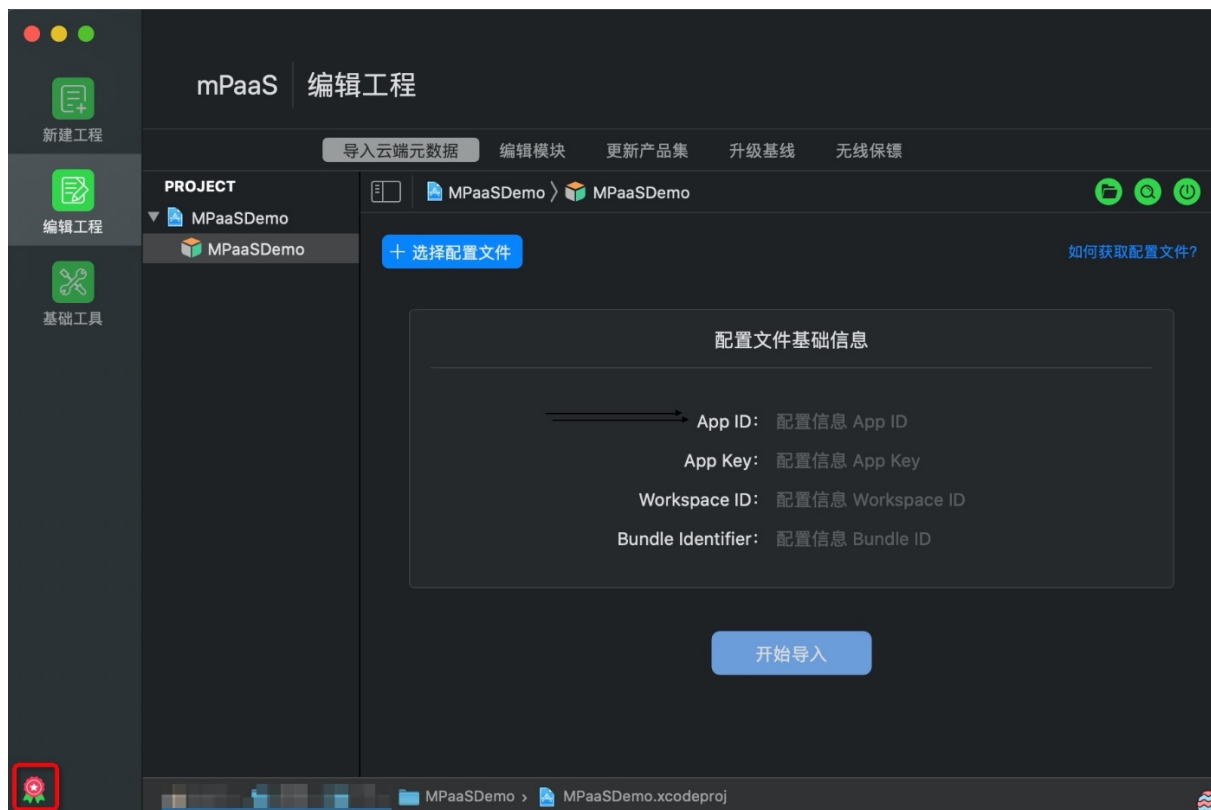 mPaaS 编辑工程
新建工程
导入云端元数据 编辑模块 更新产品集 升级基线 无线保镖
编辑工程
PROJECT
MPaaSDemo
MPaaSDemo
MPaaSDemo 〉 MPaaSDemo
+ 选择配置文件
如何获取配置文件?
基础工具
配置文件基础信息
App ID: 配置信息 App ID
App Key: 配置信息 App Key
Workspace ID: 配置信息 Workspace ID
Bundle Identifier: 配置信息 Bundle ID
开始导入
MPaaSDemo › MPaaSDemo.xcodeproj